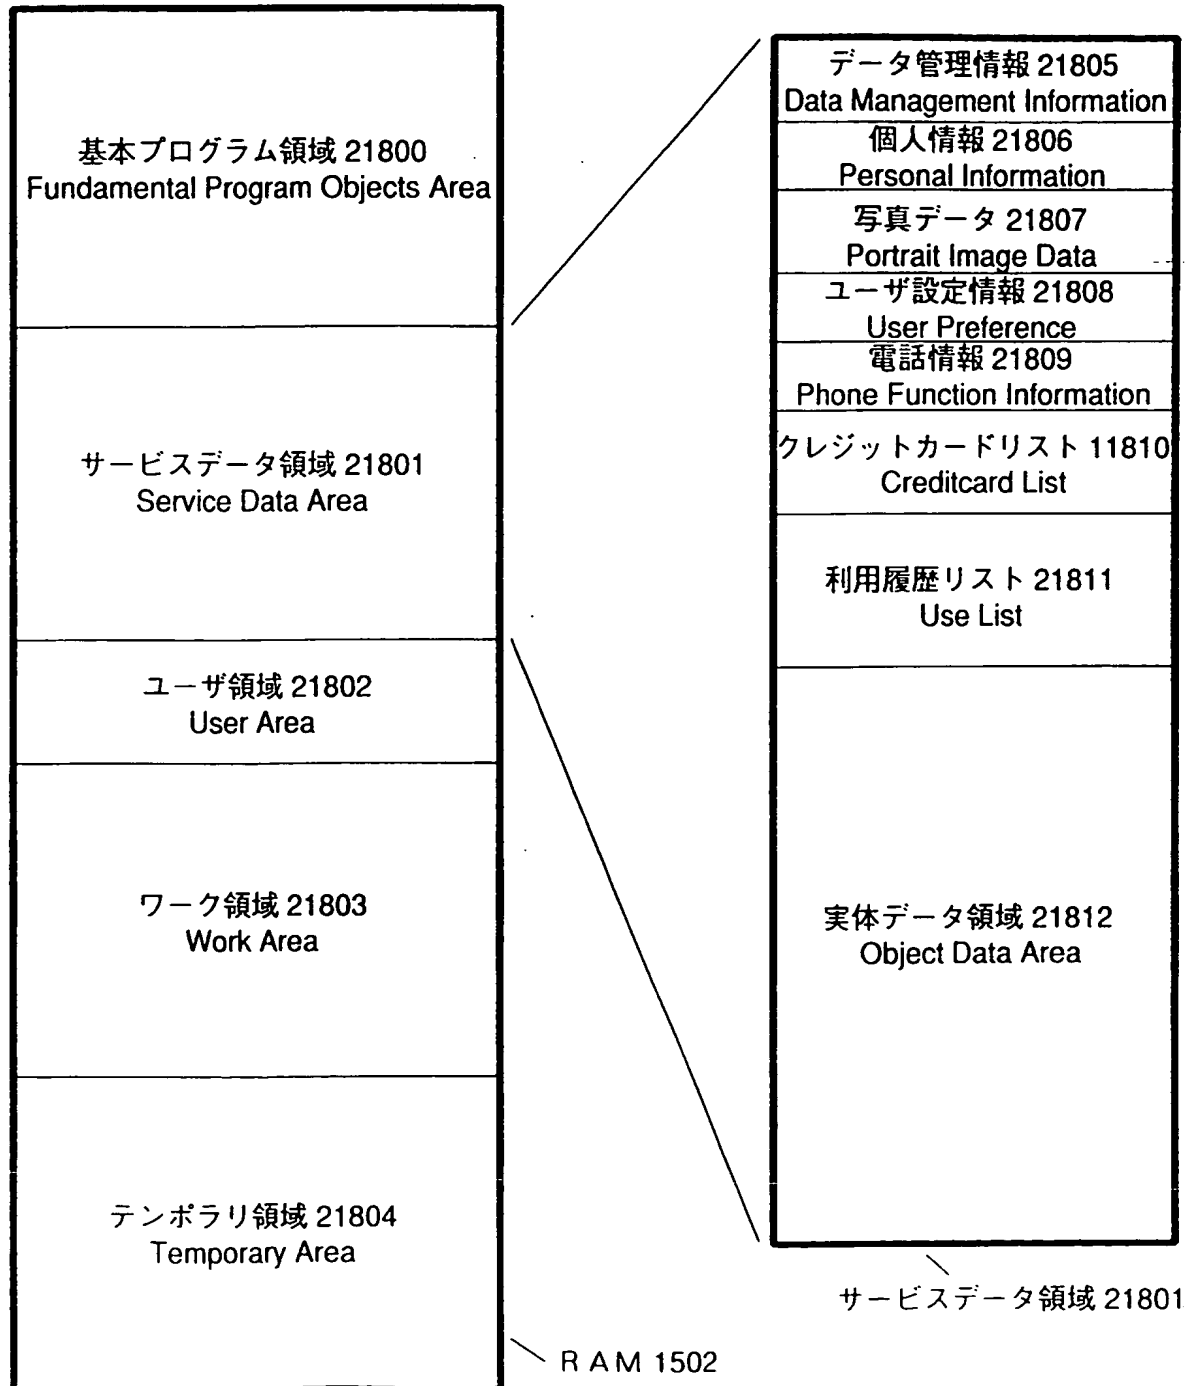 基本プログラム領域 21800
Fundamental Program Objects Area
サービスデータ領域 21801
Service Data Area
ユーザ領域 21802
User Area
ワーク領域 21803
Work Area
テンポラリ領域 21804
Temporary Area
RAM 1502
データ管理情報 21805
Data Management Information
個人情報 21806
Personal Information
写真データ 21807
Portrait Image Data
ユーザ設定情報 21808
User Preference
電話情報 21809
Phone Function Information
クレジットカードリスト 11810
Creditcard List
利用履歴リスト 21811
Use List
実体データ領域 21812
Object Data Area
サービスデータ領域 21801